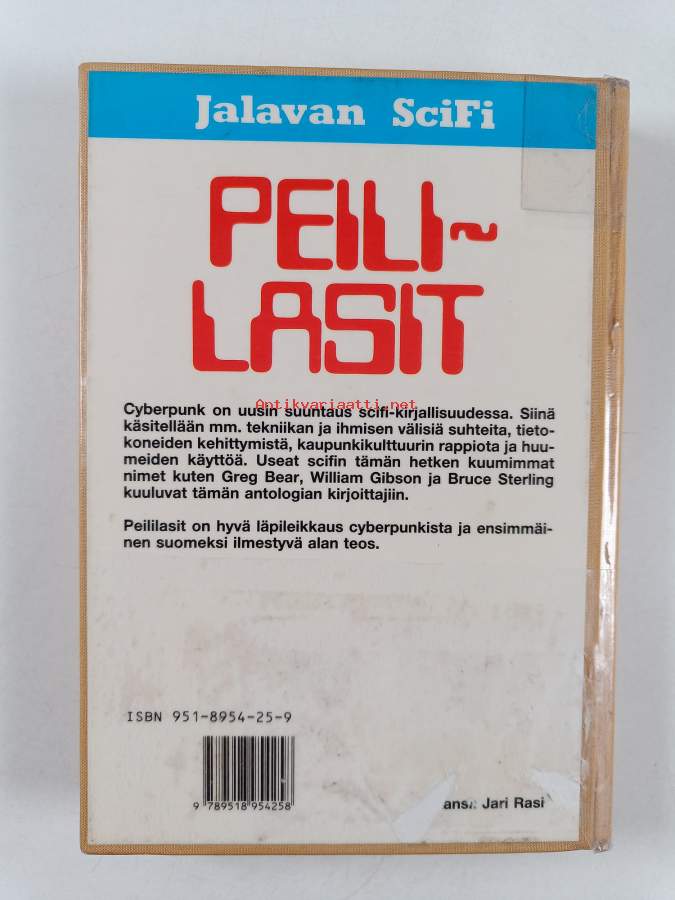 Jalavan SciFi
PEILI~
LASIT
Antikvariaatti.net
Cyberpunk on uusin suuntaus scifi-kirjallisuudessa. Siinä
käsitellään mm. tekniikan ja ihmisen välisiä suhteita, tieto-
koneiden kehittymistä, kaupunkikulttuurin rappiota ja huu-
meiden käyttöä. Useat scifin tämän hetken kuumimmat
nimet kuten Greg Bear, William Gibson ja Bruce Sterling
kuuluvat tämän antologian kirjoittajiin.
Peililasit on hyvä läpileikkaus cyberpunkista ja ensimmäi-
nen suomeksi ilmestyvä alan teos.
ISBN 951-8954-25-9
9 789518 954258
Jari Rasi